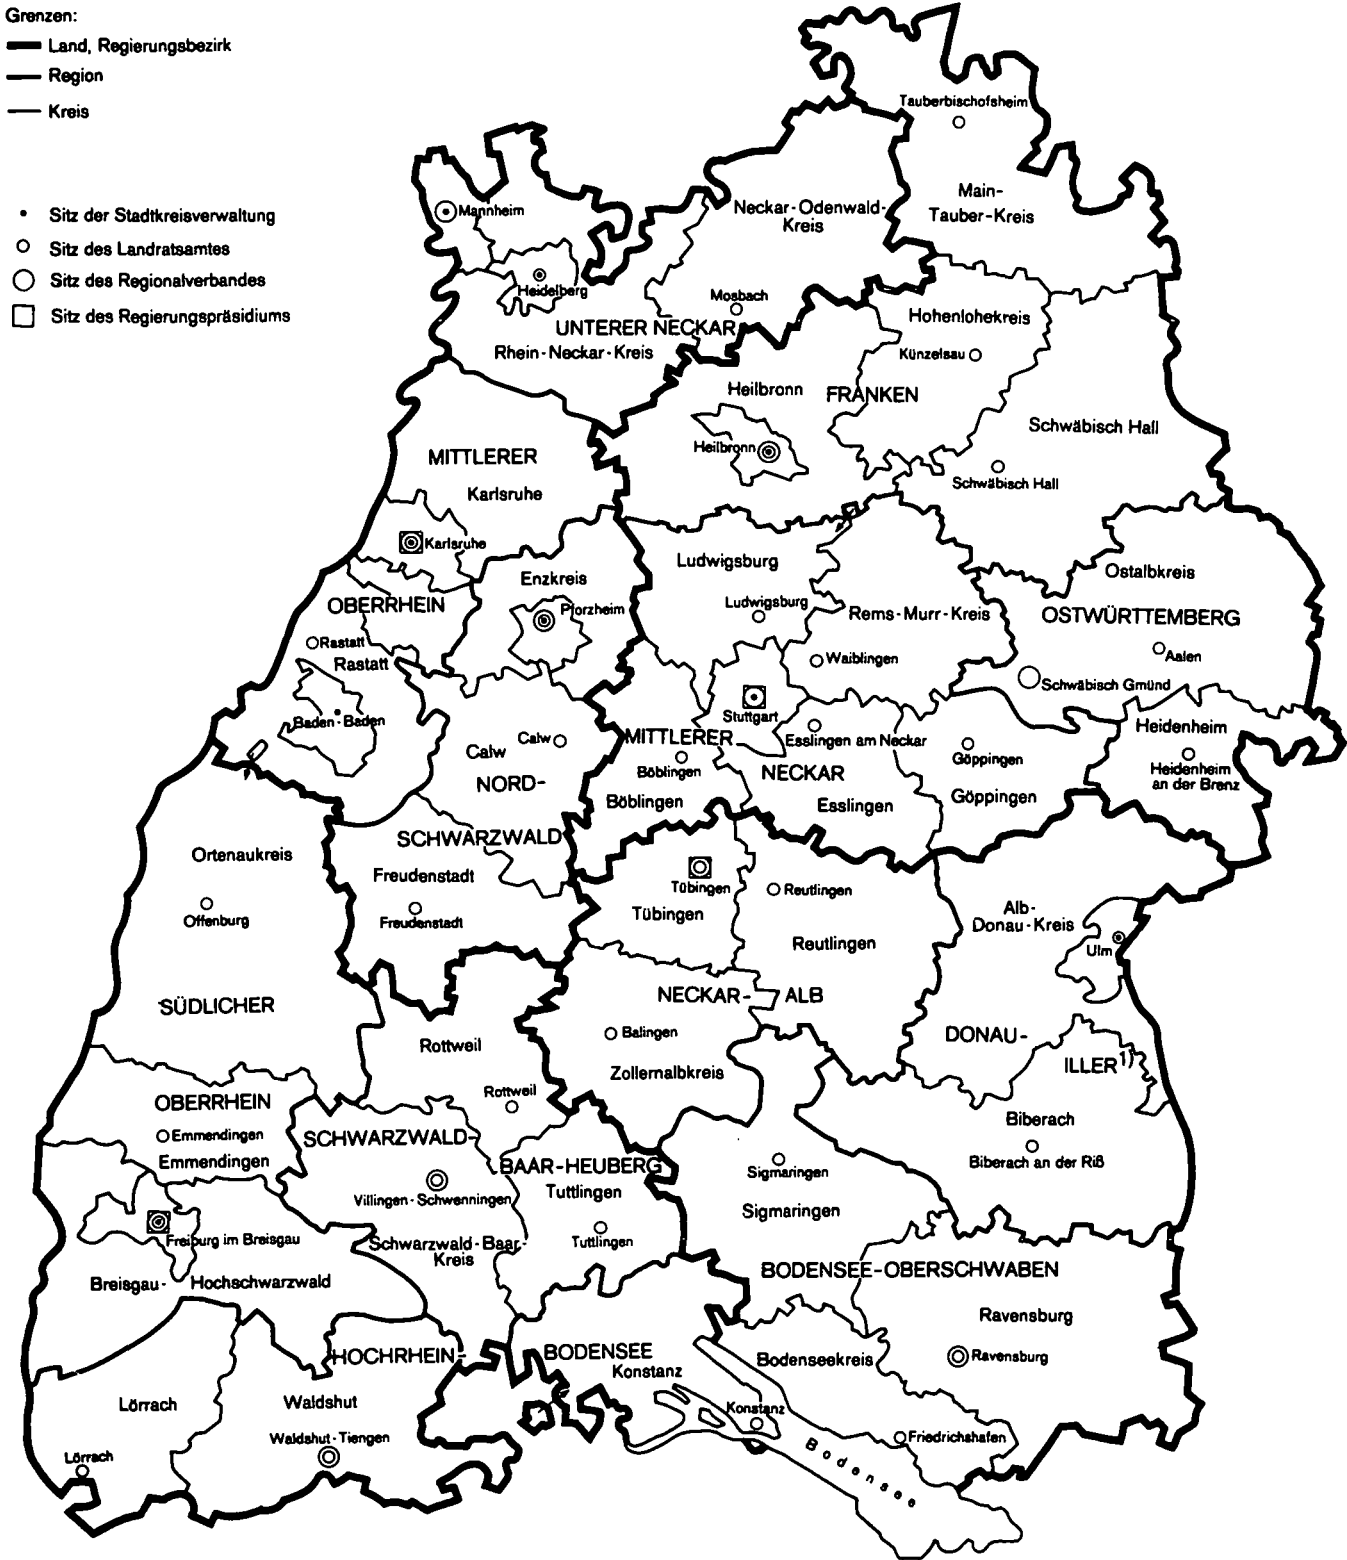 Grenzen:
Land, Regierungsbezirk
Region
Kreis
Sitz der Stadtkreisverwaltung
Sitz des Landratsamtes
Sitz des Regionalverbandes
Sitz des Regierungspräsidiums
Tauberbischofsheim
Main-
Tauber-Kreis
Mannheim
Neckar-Odenwald-
Kreis
Heidelberg
Mosbach
UNTERER NECKAR
Rhein-Neckar-Kreis
Hohenlohekreis
Künzelsau
Heilbronn
FRANKEN
Heilbronn
Schwäbisch Hall
Schwäbisch Hall
MITTLERER
Karlsruhe
Karlsruhe
Enzkreis
Pforzheim
Ludwigsburg
Ludwigsburg
Rems-Murr-Kreis
Waiblingen
Ostalbkreis
OSTWÜRTTEMBERG
Aalen
Schwäbisch Gmünd
OBERRHEIN
Rastatt
Rastatt
Baden-Baden
Stuttgart
Calw
Calw
NORD-
MITTLERER
Böblingen
Böblingen
NECKAR
Esslingen am Neckar
Esslingen
Göppingen
Göppingen
Heidenheim
Heidenheim
an der Brenz
SCHWARZWALD
Freudenstadt
Freudenstadt
Ortenaukreis
Offenburg
Tübingen
Tübingen
Reutlingen
Reutlingen
Alb-
Donau-Kreis
Ulm
SÜDLICHER
NECKAR-
ALB
Balingen
Zollernalbkreis
DONAU-
ILLER 1)
Rottweil
Rottweil
OBERRHEIN
Emmendingen
Emmendingen
SCHWARZWALD-
BAAR-HEUBERG
Tuttlingen
Tuttlingen
Villingen-Schwenningen
Schwarzwald-Baar-
Kreis
Biberach
Biberach an der Riß
Sigmaringen
Sigmaringen
Freiburg im Breisgau
Breisgau-
Hochschwarzwald
BODENSEE-OBERSCHWABEN
Ravensburg
Ravensburg
HOCHRHEIN-
BODENSEE
Konstanz
Konstanz
Bodenseekreis
Friedrichshafen
Bodensee
Lörrach
Lörrach
Waldshut
Waldshut-Tiengen